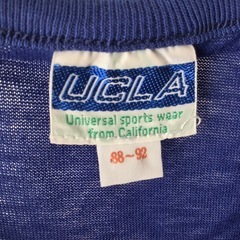 UCLA
Universal sports wear
from. California
88~92